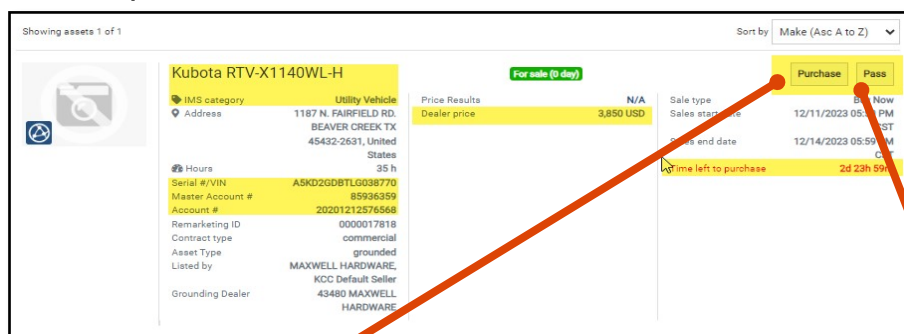 Showing assets 1 of 1
Sort by Make (Asc A to Z)
Kubota RTV-X1140WL-H
For sale (0 day)
Purchase Pass
IMS category Utility Vehicle
Address 1187 N. FAIRFIELD RD.
BEAVER CREEK TX
45432-2631, United
States
Hours 35 h
Serial #/VIN A5KD2GDBTLG038770
Master Account # 85936359
Account # 20201212576568
Remarketing ID 0000017818
Contract type commercial
Asset Type grounded
Listed by MAXWELL HARDWARE,
KCC Default Seller
Grounding Dealer 43480 MAXWELL
HARDWARE
Price Results N/A
Dealer price 3,850 USD
Sale type Now
Sales start 12/11/2023 PM
CST
end date 12/14/2023 05:59
Time left to purchase 2d 23h